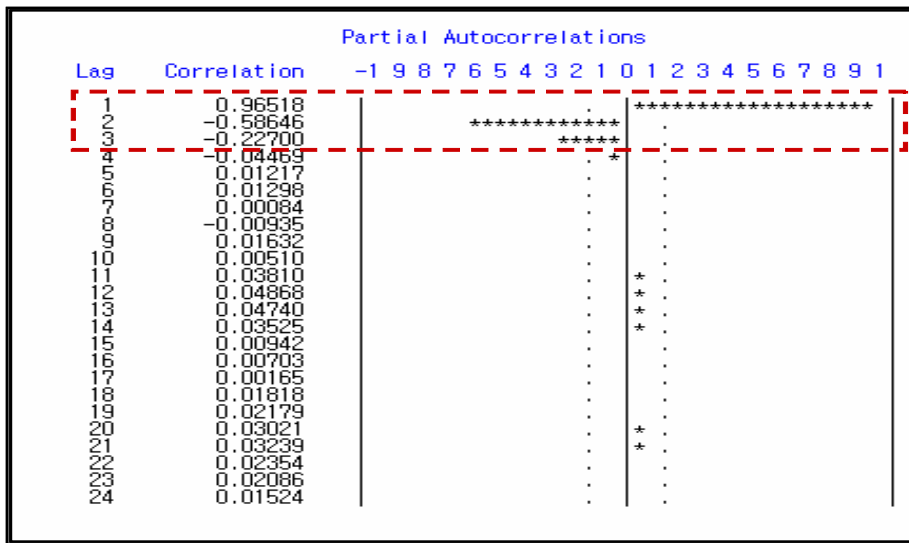 Partial Autocorrelations
Lag Correlation -1 9 8 7 6 5 4 3 2 1 0 1 2 3 4 5 6 7 8 9 1
1 0.96518 | . |******************* |
2 -0.58646 | ************| . |
3 -0.22700 | *****| . |
4 -0.04469 | . *| . |
5 0.01217 | . | . |
6 0.01298 | . | . |
7 0.00084 | . | . |
8 -0.00935 | . | . |
9 0.01632 | . | . |
10 0.00510 | . | . |
11 0.03810 | . |* . |
12 0.04868 | . |* . |
13 0.04740 | . |* . |
14 0.03525 | . |* . |
15 0.00942 | . | . |
16 0.00703 | . | . |
17 0.00165 | . | . |
18 0.01818 | . | . |
19 0.02179 | . | . |
20 0.03021 | . |* . |
21 0.03239 | . |* . |
22 0.02354 | . | . |
23 0.02086 | . | . |
24 0.01524 | . | . |